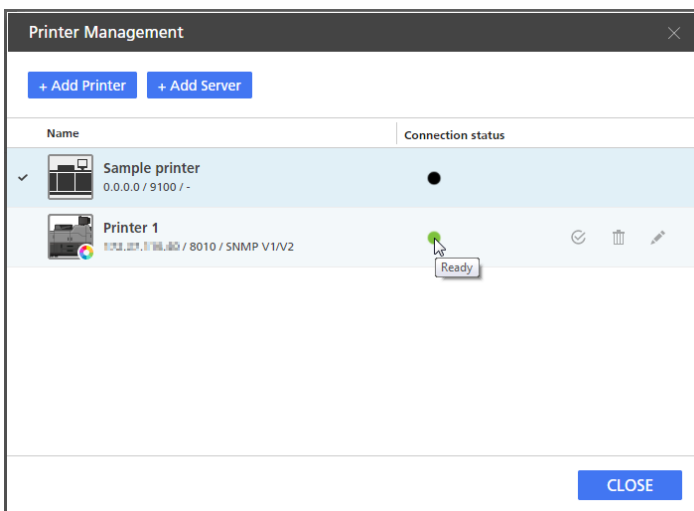 Printer Management
+ Add Printer
+ Add Server
Name
Connection status
Sample printer
0.0.0.0 / 9100 / -
Printer 1
/ 8010 / SNMP V1/V2
Ready
CLOSE